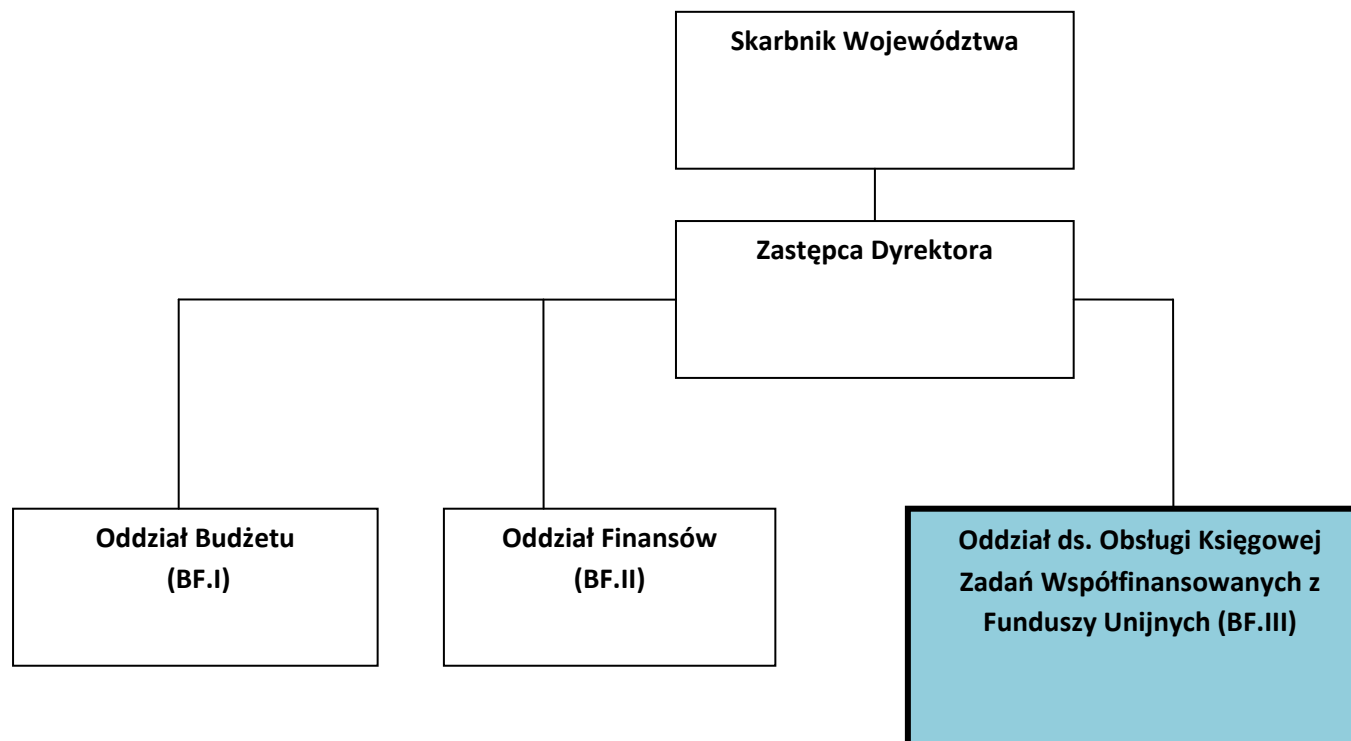 Skarbnik Województwa
Zastępca Dyrektora
Oddział Budżetu
(BF.I)
Oddział Finansów
(BF.II)
Oddział ds. Obsługi Księgowej
Zadań Współfinansowanych z
Funduszy Unijnych (BF.III)